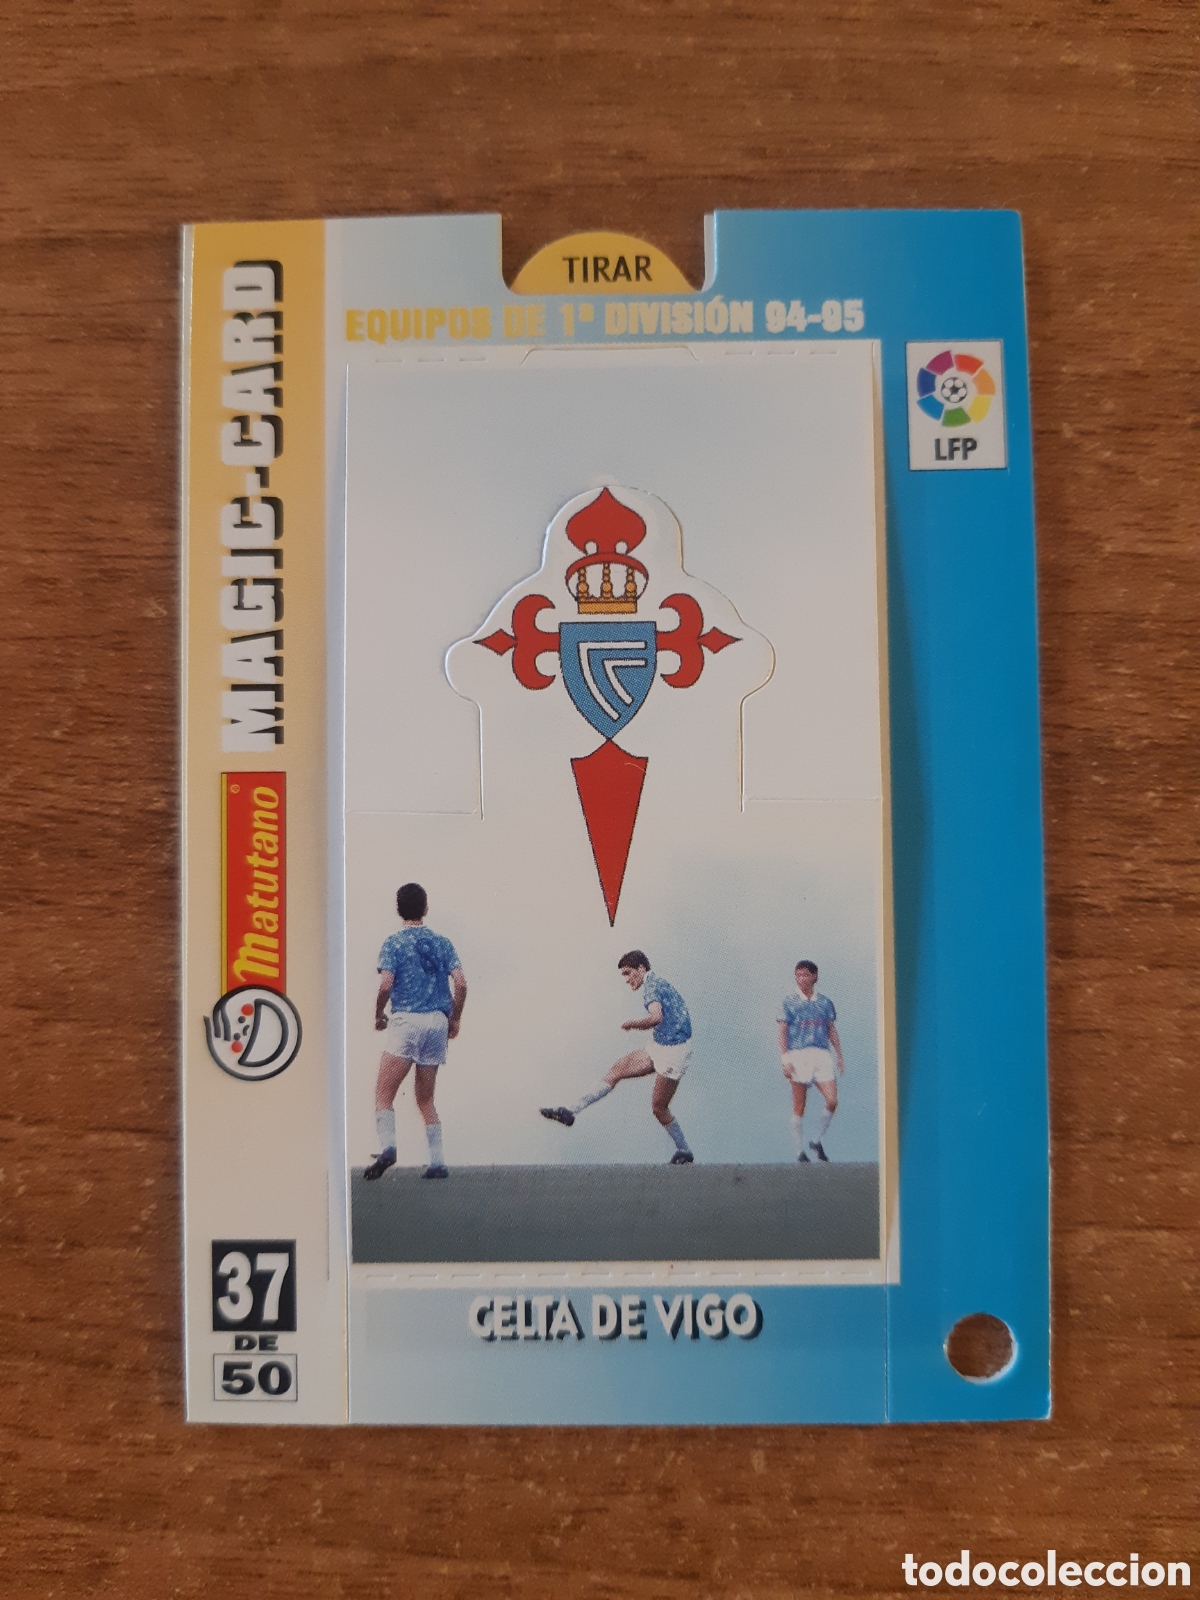 TIRAR
EQUIPOS DE 1ª DIVISIÓN 94-95
LFP
MAGIC-CARD
Matutano®
37
DE
50
CELTA DE VIGO
todocoleccion